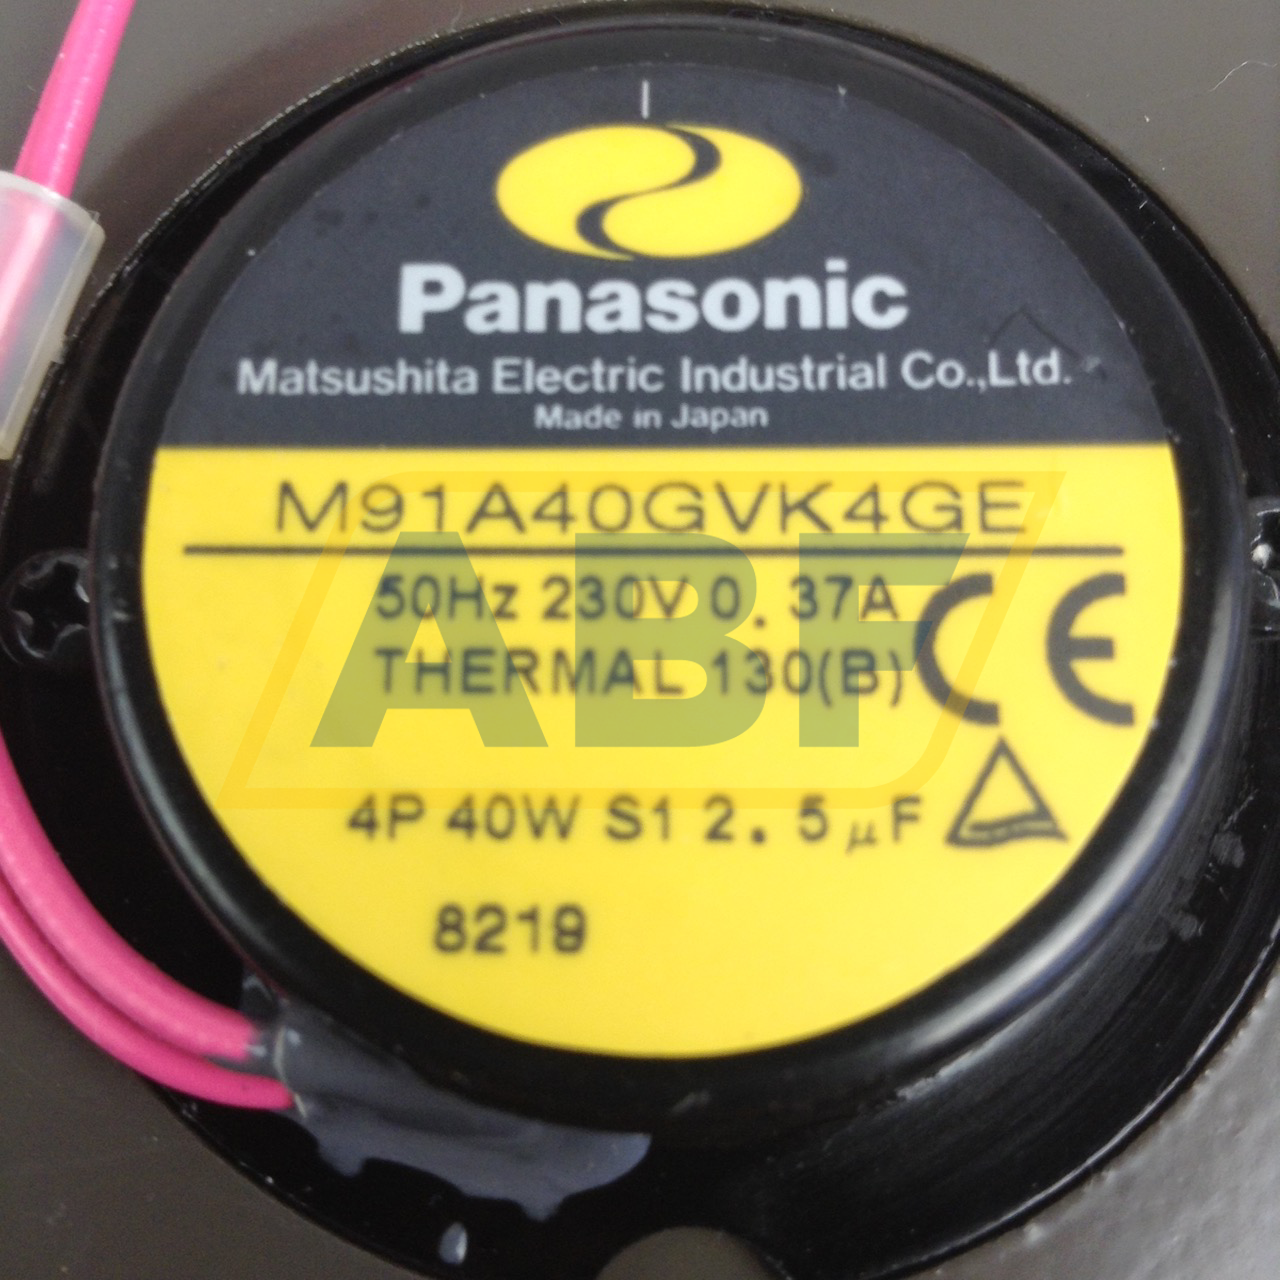 Panasonic
Matsushita Electric Industrial Co.,Ltd.
Made in Japan
M91A40GVK4GE
50Hz 230V 0.37A
THERMAL 130(B)
CE
ABF
4P 40W S1 2.5μF
8219